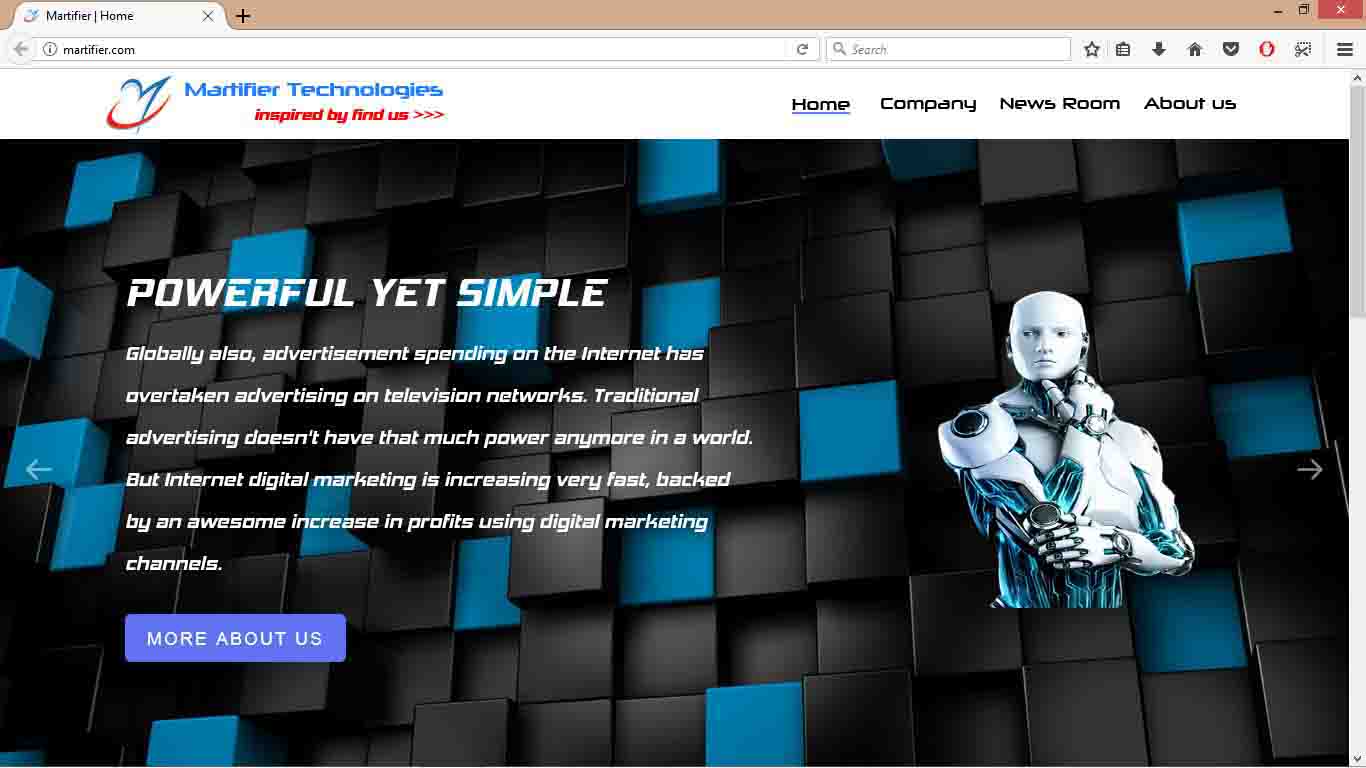 Martifier | Home
martifier.com
Search
Martifier Technologies
inspired by find us >>>
Home Company News Room About us
POWERFUL YET SIMPLE
Globally also, advertisement spending on the Internet has
overtaken advertising on television networks. Traditional
advertising doesn't have that much power anymore in a world.
But Internet digital marketing is increasing very fast, backed
by an awesome increase in profits using digital marketing
channels.
MORE ABOUT US